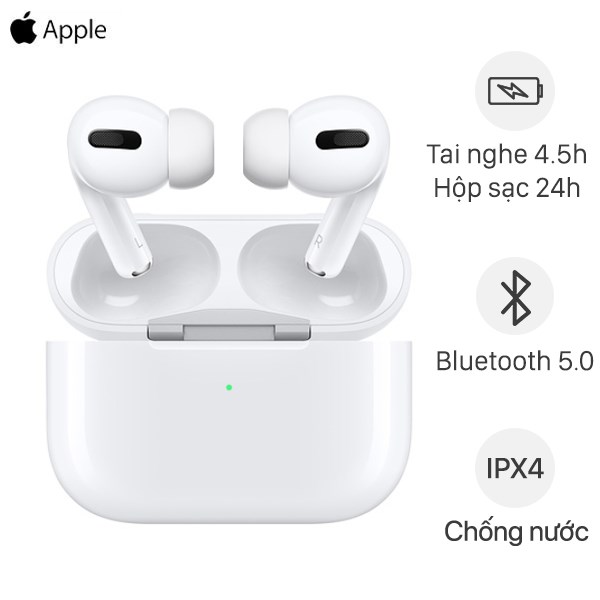 Apple
Tai nghe 4.5h
Hộp sạc 24h
L
R
Bluetooth 5.0
IPX4
Chống nước